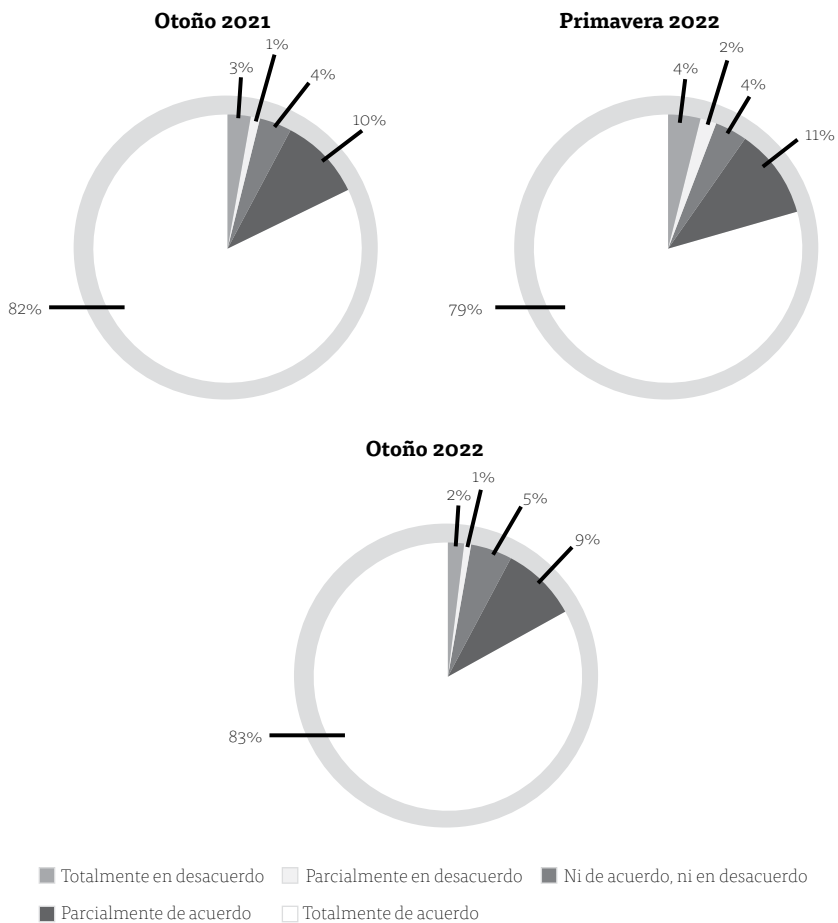 Otoño 2021
3%
1%
4%
10%
82%
Primavera 2022
4%
2%
4%
11%
79%
Otoño 2022
2%
1%
5%
9%
83%
Totalmente en desacuerdo
Parcialmente en desacuerdo
Ni de acuerdo, ni en desacuerdo
Parcialmente de acuerdo
Totalmente de acuerdo